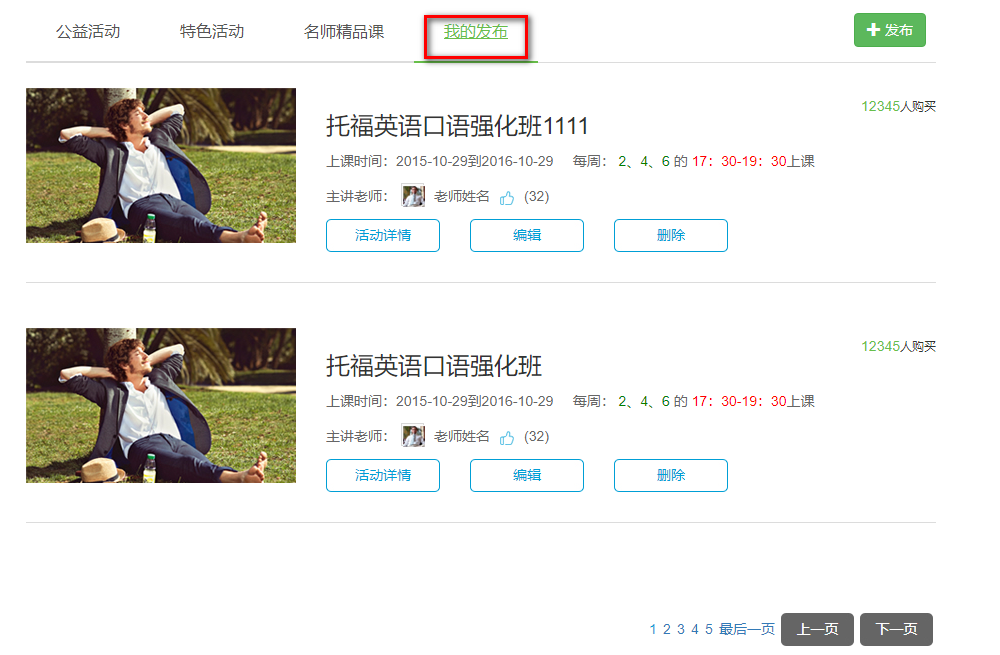 公益活动 特色活动 名师精品课 我的发布 发布
12345人购买
托福英语口语强化班1111
上课时间：2015-10-29到2016-10-29 每周： 2、4、6 的 17：30-19：30上课
主讲老师： 老师姓名 (32)
活动详情 编辑 删除
12345人购买
托福英语口语强化班
上课时间：2015-10-29到2016-10-29 每周： 2、4、6 的 17：30-19：30上课
主讲老师： 老师姓名 (32)
活动详情 编辑 删除
1 2 3 4 5 最后一页 上一页 下一页